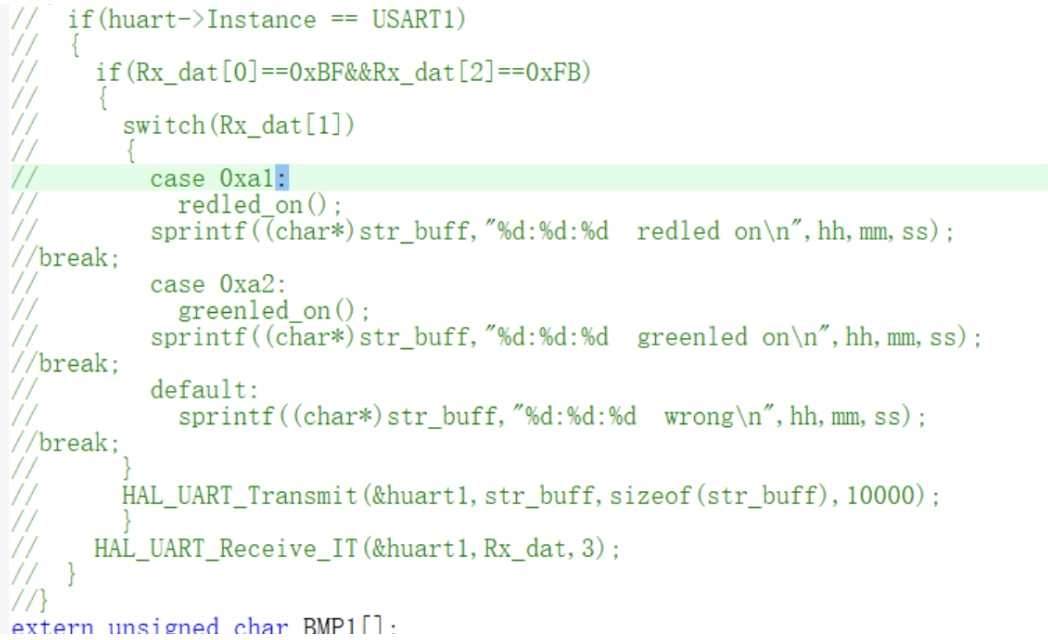 //  if(huart->Instance == USART1)
//  {
//    if(Rx_dat[0]==0xBF&&Rx_dat[2]==0xFB)
//    {
//      switch(Rx_dat[1])
//      {
//        case 0xa1:
//          redled_on();
//        sprintf((char*)str_buff,"%d:%d:%d  redled on\n",hh,mm,ss);
//break;
//        case 0xa2:
//          greenled_on();
//        sprintf((char*)str_buff,"%d:%d:%d  greenled on\n",hh,mm,ss);
//break;
//        default:
//          sprintf((char*)str_buff,"%d:%d:%d  wrong\n",hh,mm,ss);
//break;
//      }
//      HAL_UART_Transmit(&huart1,str_buff,sizeof(str_buff),10000);
//      }
//    HAL_UART_Receive_IT(&huart1,Rx_dat,3);
//  }
//}
extern unsigned char BMP1[];